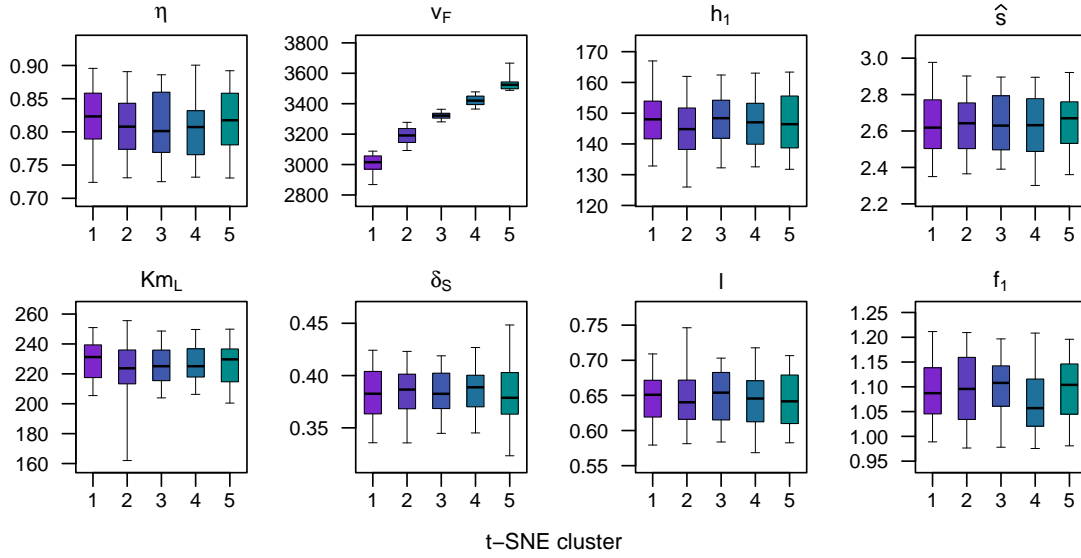 η v_F h₁ ŝ
0.90 3800 170 3.0
0.85 3600 160 2.8
0.80 3400 150 2.6
0.75 3200 140 2.4
0.70 3000 130 2.2
2800 120
1 2 3 4 5 1 2 3 4 5 1 2 3 4 5 1 2 3 4 5
Km_L δ_S I f₁
260 0.45 0.75 1.25
240 0.40 0.70 1.20
220 0.35 0.65 1.15
200 0.60 1.10
180 0.55 1.05
160 1.00
0.95
1 2 3 4 5 1 2 3 4 5 1 2 3 4 5 1 2 3 4 5
t−SNE cluster